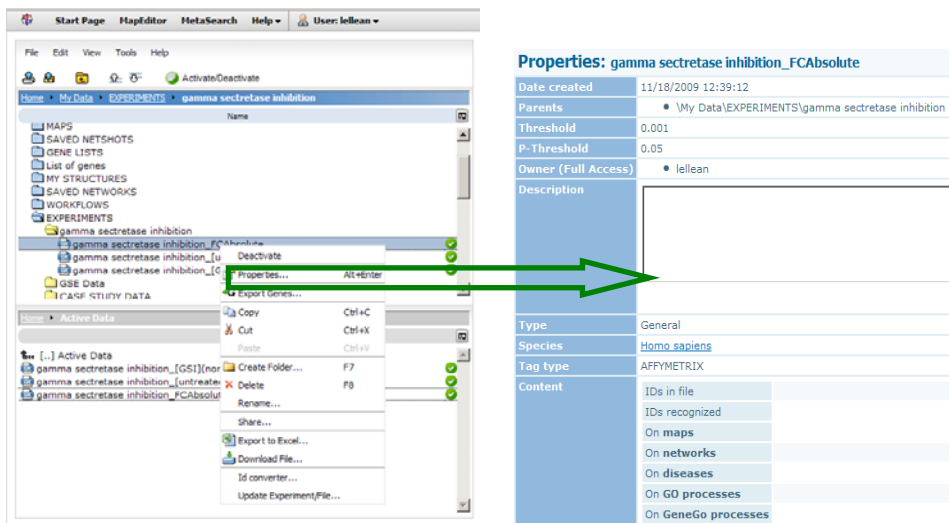 Start Page MapEditor MetaSearch Help User: lellean
File Edit View Tools Help
Activate/Deactivate
Home My Data EXPERIMENTS gamma sectretase inhibition
Name
MAPS
SAVED NETSHOTS
GENE LISTS
List of genes
MY STRUCTURES
SAVED NETWORKS
WORKFLOWS
EXPERIMENTS
gamma sectretase inhibition
gamma sectretase inhibition_FCAbsolute
gamma sectretase inhibition_[u
gamma sectretase inhibition_[G
GSE Data
CASE STUDY DATA
Home Active Data
[..] Active Data
gamma sectretase inhibition_[GSI](nor
gamma sectretase inhibition_[untreate
gamma sectretase inhibition_FCAbsolut
Deactivate
Properties... Alt+Enter
Export Genes...
Copy Ctrl+C
Cut Ctrl+X
Paste Ctrl+V
Create Folder... F7
Delete F8
Rename...
Share...
Export to Excel...
Download File...
Id converter...
Update Experiment/File...
Properties: gamma sectretase inhibition_FCAbsolute
Date created 11/18/2009 12:39:12
Parents • \My Data\EXPERIMENTS\gamma sectretase inhibition
Threshold 0.001
P-Threshold 0.05
Owner (Full Access) • lellean
Description
Type General
Species Homo sapiens
Tag type AFFYMETRIX
Content IDs in file
IDs recognized
On maps
On networks
On diseases
On GO processes
On GeneGo processes